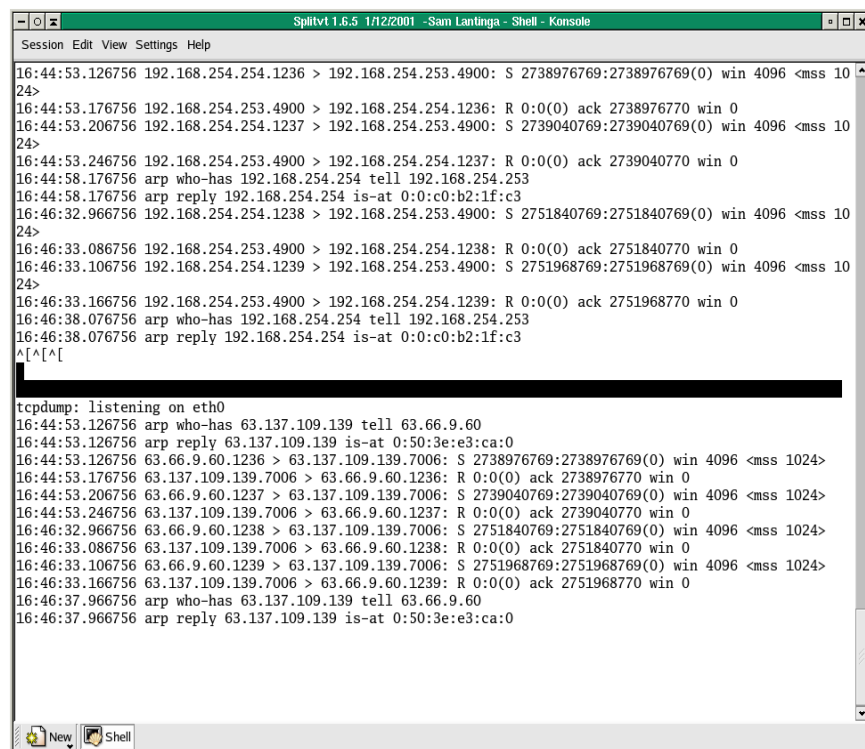 Splitvt 1.6.5 1/12/2001 -Sam Lantinga - Shell - Konsole
Session Edit View Settings Help
16:44:53.126756 192.168.254.254.1236 > 192.168.254.253.4900: S 2738976769:2738976769(0) win 4096 <mss 10
24>
16:44:53.176756 192.168.254.253.4900 > 192.168.254.254.1236: R 0:0(0) ack 2738976770 win 0
16:44:53.206756 192.168.254.254.1237 > 192.168.254.253.4900: S 2739040769:2739040769(0) win 4096 <mss 10
24>
16:44:53.246756 192.168.254.253.4900 > 192.168.254.254.1237: R 0:0(0) ack 2739040770 win 0
16:44:58.176756 arp who-has 192.168.254.254 tell 192.168.254.253
16:44:58.176756 arp reply 192.168.254.254 is-at 0:0:c0:b2:1f:c3
16:46:32.966756 192.168.254.254.1238 > 192.168.254.253.4900: S 2751840769:2751840769(0) win 4096 <mss 10
24>
16:46:33.086756 192.168.254.253.4900 > 192.168.254.254.1238: R 0:0(0) ack 2751840770 win 0
16:46:33.106756 192.168.254.254.1239 > 192.168.254.253.4900: S 2751968769:2751968769(0) win 4096 <mss 10
24>
16:46:33.166756 192.168.254.253.4900 > 192.168.254.254.1239: R 0:0(0) ack 2751968770 win 0
16:46:38.076756 arp who-has 192.168.254.254 tell 192.168.254.253
16:46:38.076756 arp reply 192.168.254.254 is-at 0:0:c0:b2:1f:c3
^[^[^[
tcpdump: listening on eth0
16:44:53.126756 arp who-has 63.137.109.139 tell 63.66.9.60
16:44:53.126756 arp reply 63.137.109.139 is-at 0:50:3e:e3:ca:0
16:44:53.126756 63.66.9.60.1236 > 63.137.109.139.7006: S 2738976769:2738976769(0) win 4096 <mss 1024>
16:44:53.176756 63.137.109.139.7006 > 63.66.9.60.1236: R 0:0(0) ack 2738976770 win 0
16:44:53.206756 63.66.9.60.1237 > 63.137.109.139.7006: S 2739040769:2739040769(0) win 4096 <mss 1024>
16:44:53.246756 63.137.109.139.7006 > 63.66.9.60.1237: R 0:0(0) ack 2739040770 win 0
16:46:32.966756 63.66.9.60.1238 > 63.137.109.139.7006: S 2751840769:2751840769(0) win 4096 <mss 1024>
16:46:33.086756 63.137.109.139.7006 > 63.66.9.60.1238: R 0:0(0) ack 2751840770 win 0
16:46:33.106756 63.66.9.60.1239 > 63.137.109.139.7006: S 2751968769:2751968769(0) win 4096 <mss 1024>
16:46:33.166756 63.137.109.139.7006 > 63.66.9.60.1239: R 0:0(0) ack 2751968770 win 0
16:46:37.966756 arp who-has 63.137.109.139 tell 63.66.9.60
16:46:37.966756 arp reply 63.137.109.139 is-at 0:50:3e:e3:ca:0
New Shell